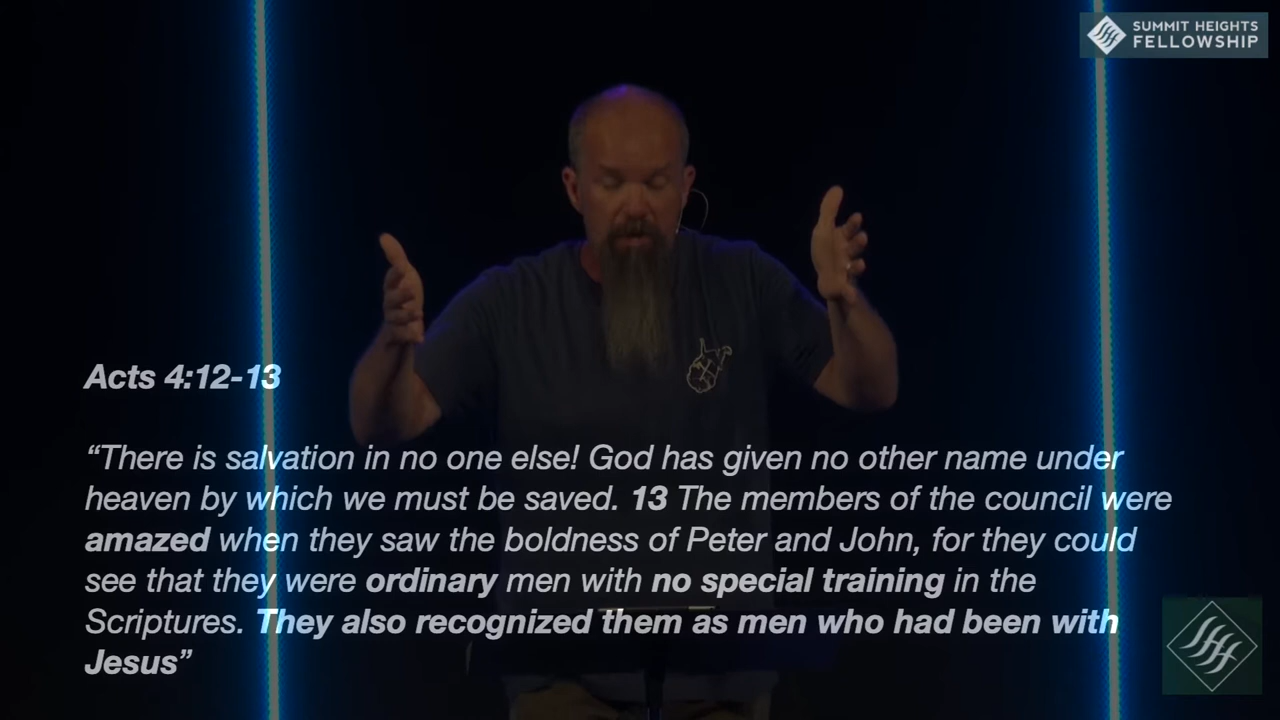 SUMMIT HEIGHTS
FELLOWSHIP
Acts 4:12-13
“There is salvation in no one else! God has given no other name under
heaven by which we must be saved. 13 The members of the council were
amazed when they saw the boldness of Peter and John, for they could
see that they were ordinary men with no special training in the
Scriptures. They also recognized them as men who had been with
Jesus”